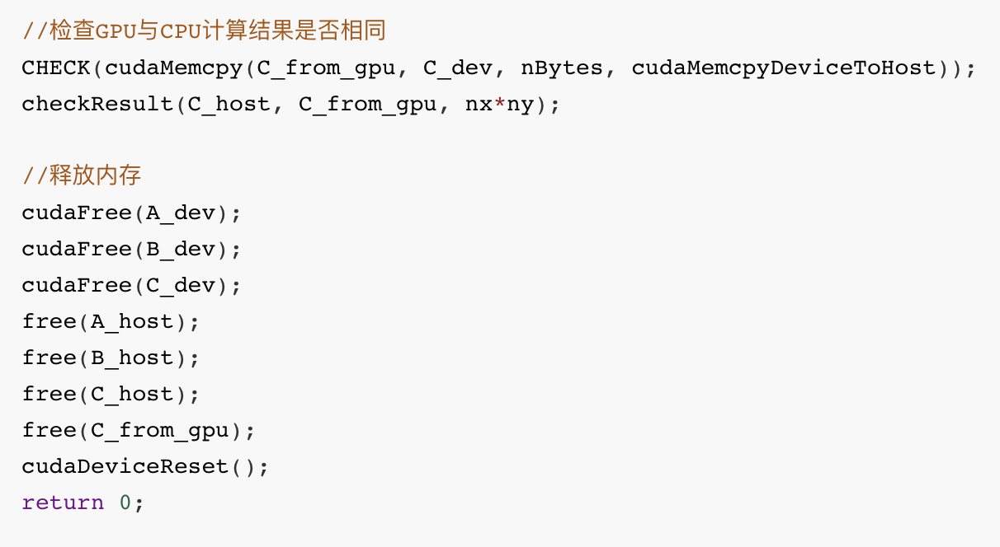 //检查GPU与CPU计算结果是否相同
CHECK(cudaMemcpy(C_from_gpu, C_dev, nBytes, cudaMemcpyDeviceToHost));
checkResult(C_host, C_from_gpu, nx*ny);
//释放内存
cudaFree(A_dev);
cudaFree(B_dev);
cudaFree(C_dev);
free(A_host);
free(B_host);
free(C_host);
free(C_from_gpu);
cudaDeviceReset();
return 0;